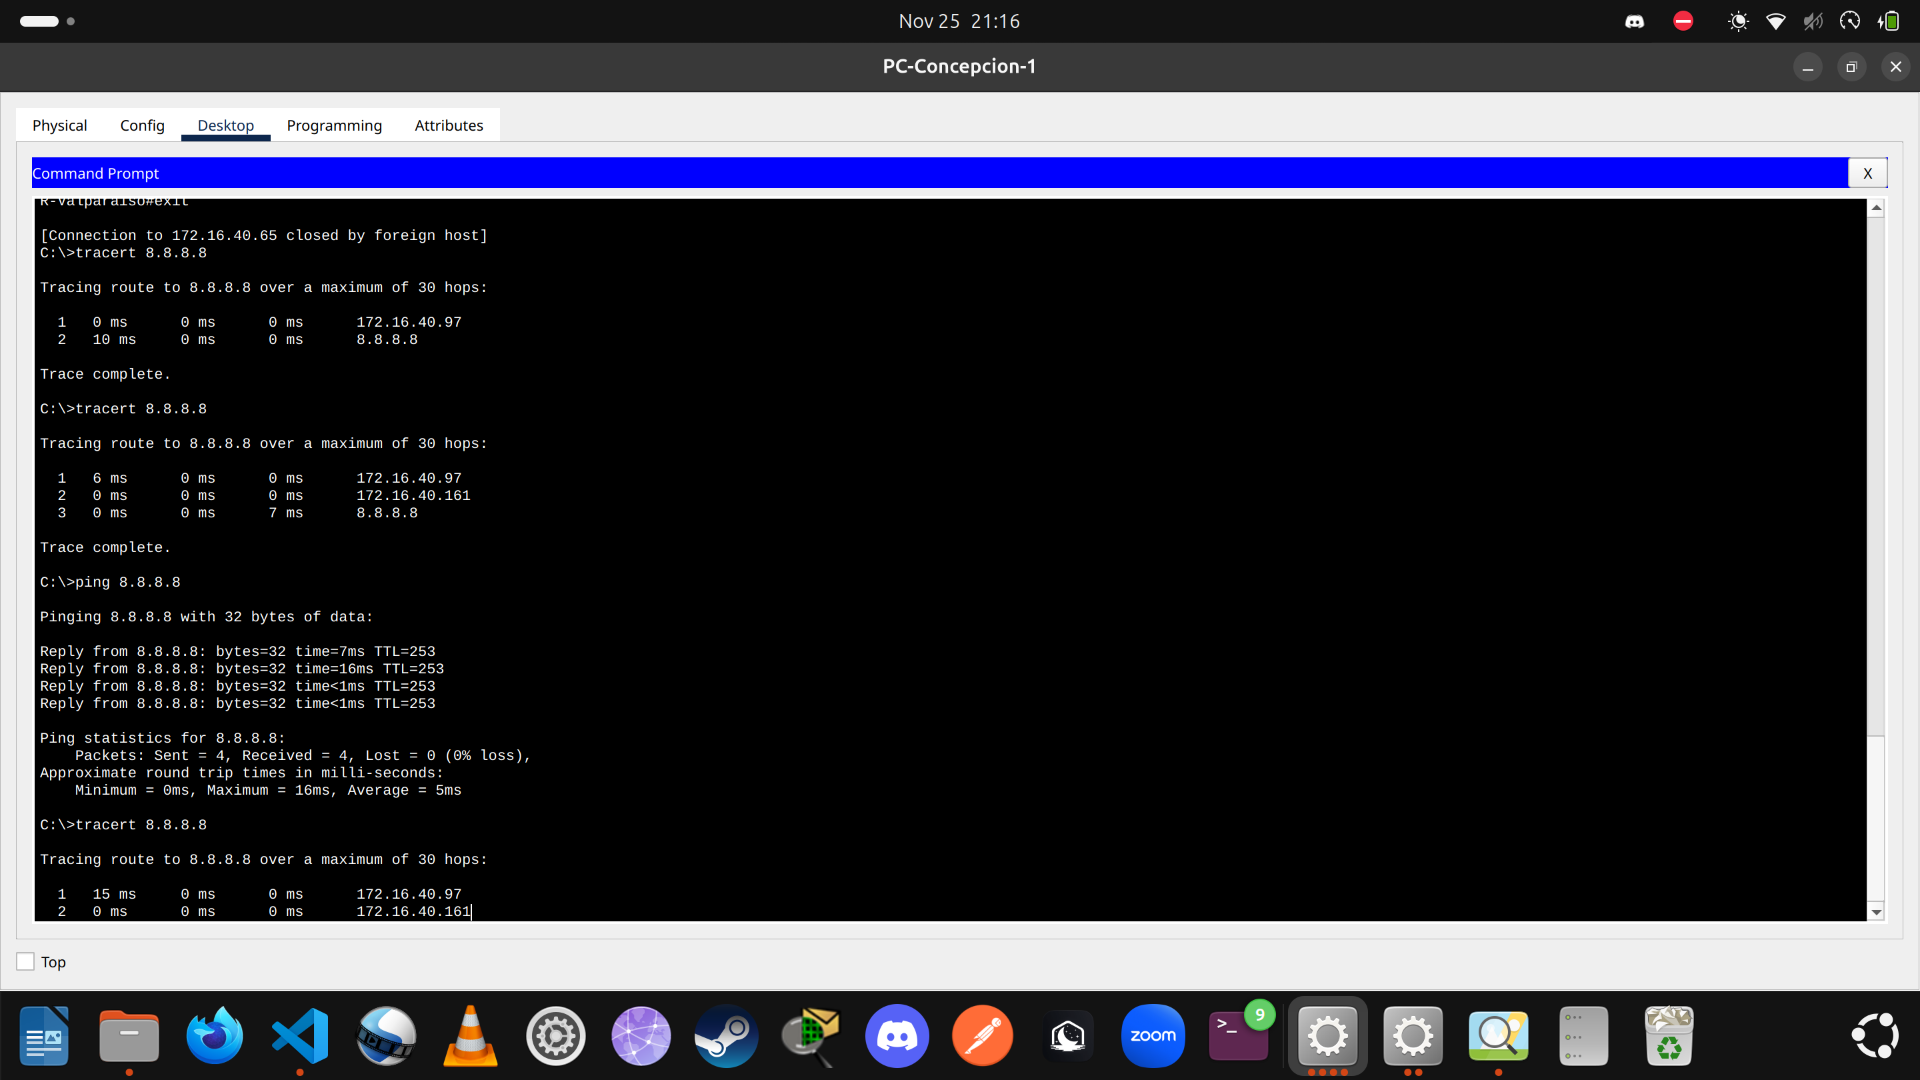 Nov 25 21:16
PC-Concepcion-1
Physical Config Desktop Programming Attributes
Command Prompt X
R-Valparaiso#exit
[Connection to 172.16.40.65 closed by foreign host]
C:\>tracert 8.8.8.8
Tracing route to 8.8.8.8 over a maximum of 30 hops:
1 0 ms 0 ms 0 ms 172.16.40.97
2 10 ms 0 ms 0 ms 8.8.8.8
Trace complete.
C:\>tracert 8.8.8.8
Tracing route to 8.8.8.8 over a maximum of 30 hops:
1 6 ms 0 ms 0 ms 172.16.40.97
2 0 ms 0 ms 0 ms 172.16.40.161
3 0 ms 0 ms 7 ms 8.8.8.8
Trace complete.
C:\>ping 8.8.8.8
Pinging 8.8.8.8 with 32 bytes of data:
Reply from 8.8.8.8: bytes=32 time=7ms TTL=253
Reply from 8.8.8.8: bytes=32 time=16ms TTL=253
Reply from 8.8.8.8: bytes=32 time<1ms TTL=253
Reply from 8.8.8.8: bytes=32 time<1ms TTL=253
Ping statistics for 8.8.8.8:
Packets: Sent = 4, Received = 4, Lost = 0 (0% loss),
Approximate round trip times in milli-seconds:
Minimum = 0ms, Maximum = 16ms, Average = 5ms
C:\>tracert 8.8.8.8
Tracing route to 8.8.8.8 over a maximum of 30 hops:
1 15 ms 0 ms 0 ms 172.16.40.97
2 0 ms 0 ms 0 ms 172.16.40.161
Top
zoom
>_ 9